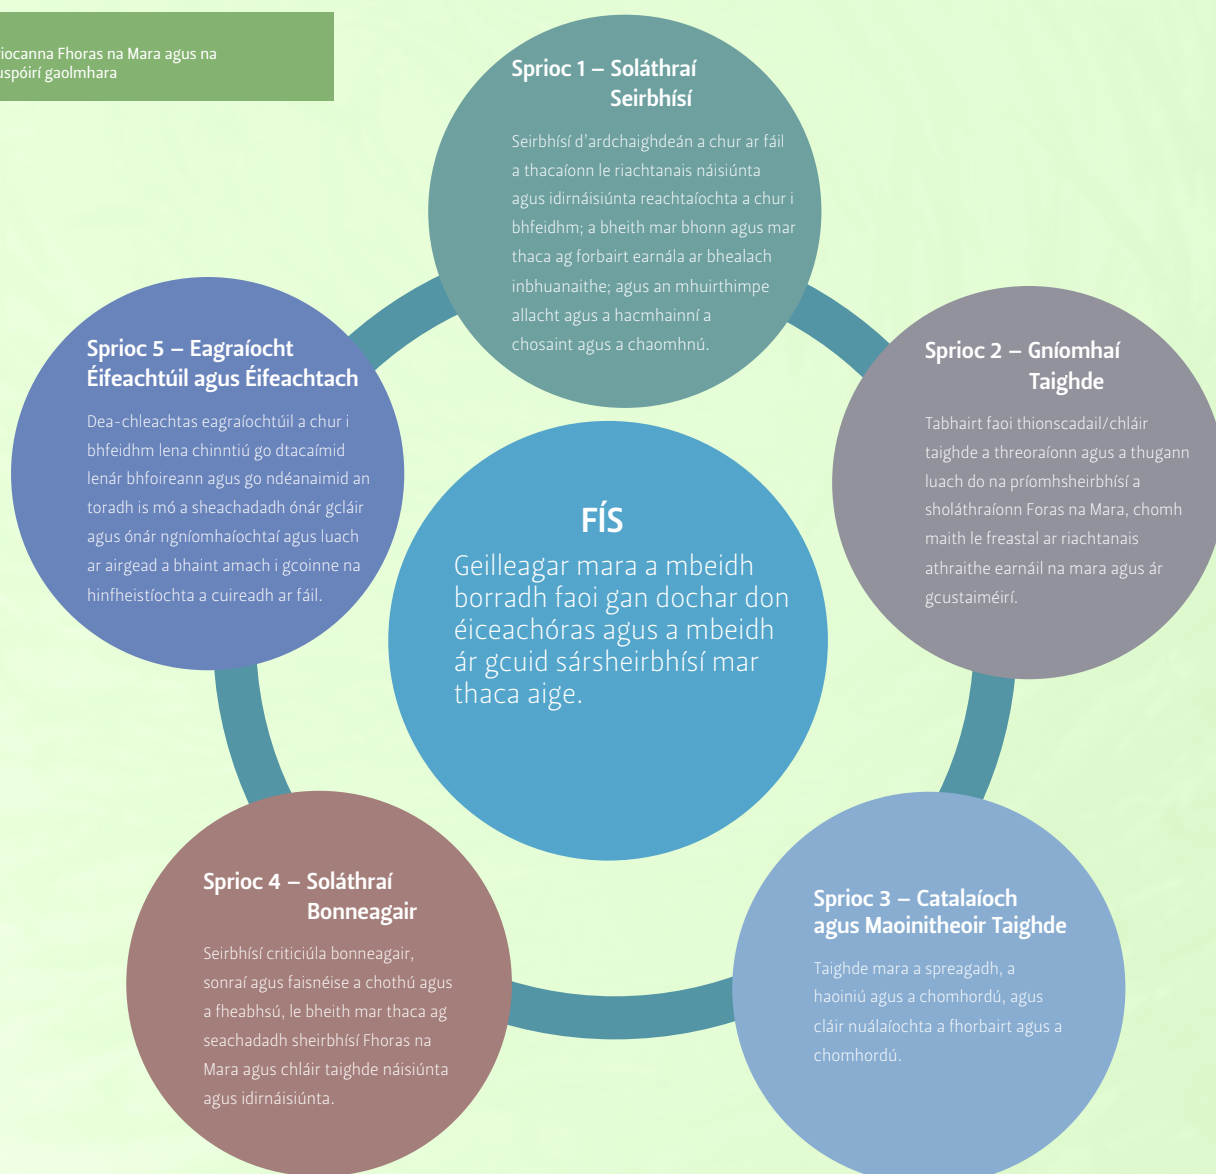 Fhoras na Mara agus na
gaolmhara
Sprioc 1 – Soláthraí
Seirbhísí
Seirbhísí d'ardchaighdeán a chur ar fáil
a thacaíonn le riachtanais náisiúnta
agus idirnáisiúnta reachtaíochta a chur i
bhfeidhm; a bheith mar bhonn agus mar
thaca ag forbairt earnála ar bhealach
inbhuanaithe; agus an mhuirthimpe
allacht agus a hacmhainní a
chosaint agus a chaomhnú.
Sprioc 2 – Gníomhaí
Taighde
Tabhairt faoi thionscadail/chláir
taighde a threoraíonn agus a thugann
luach do na príomhsheirbhísí a
sholáthraíonn Foras na Mara, chomh
maith le freastal ar riachtanais
athraithe earnáil na mara agus ár
gcustaiméirí.
Sprioc 3 – Catalaíoch
agus Maoinitheoir Taighde
Taighde mara a spreagadh, a
haoiniú agus a chomhordú, agus
cláir nuálaíochta a fhorbairt agus a
chomhordú.
Sprioc 4 – Soláthraí
Bonneagair
Seirbhísí criticiúla bonneagair,
sonraí agus faisnéise a chothú agus
a fheabhsú, le bheith mar thaca ag
seachadadh sheirbhísí Fhoras na
Mara agus chláir taighde náisiúnta
agus idirnáisiúnta.
Sprioc 5 – Eagraíocht
Éifeachtúil agus Éifeachtach
Dea-chleachtas eagraíochtúil a chur i
bhfeidhm lena chinntiú go dtacaímid
lenár bhfoireann agus go ndéanaimid an
toradh is mó a sheachadadh ónár gcláir
agus ónár ngníomhaíochtaí agus luach
ar airgead a bhaint amach i gcoinne na
hinfheistíochta a cuireadh ar fáil.
FÍS
Geilleagar mara a mbeidh
borradh faoi gan dochar don
éiceachóras agus a mbeidh
ár gcuid sársheirbhísí mar
thaca aige.